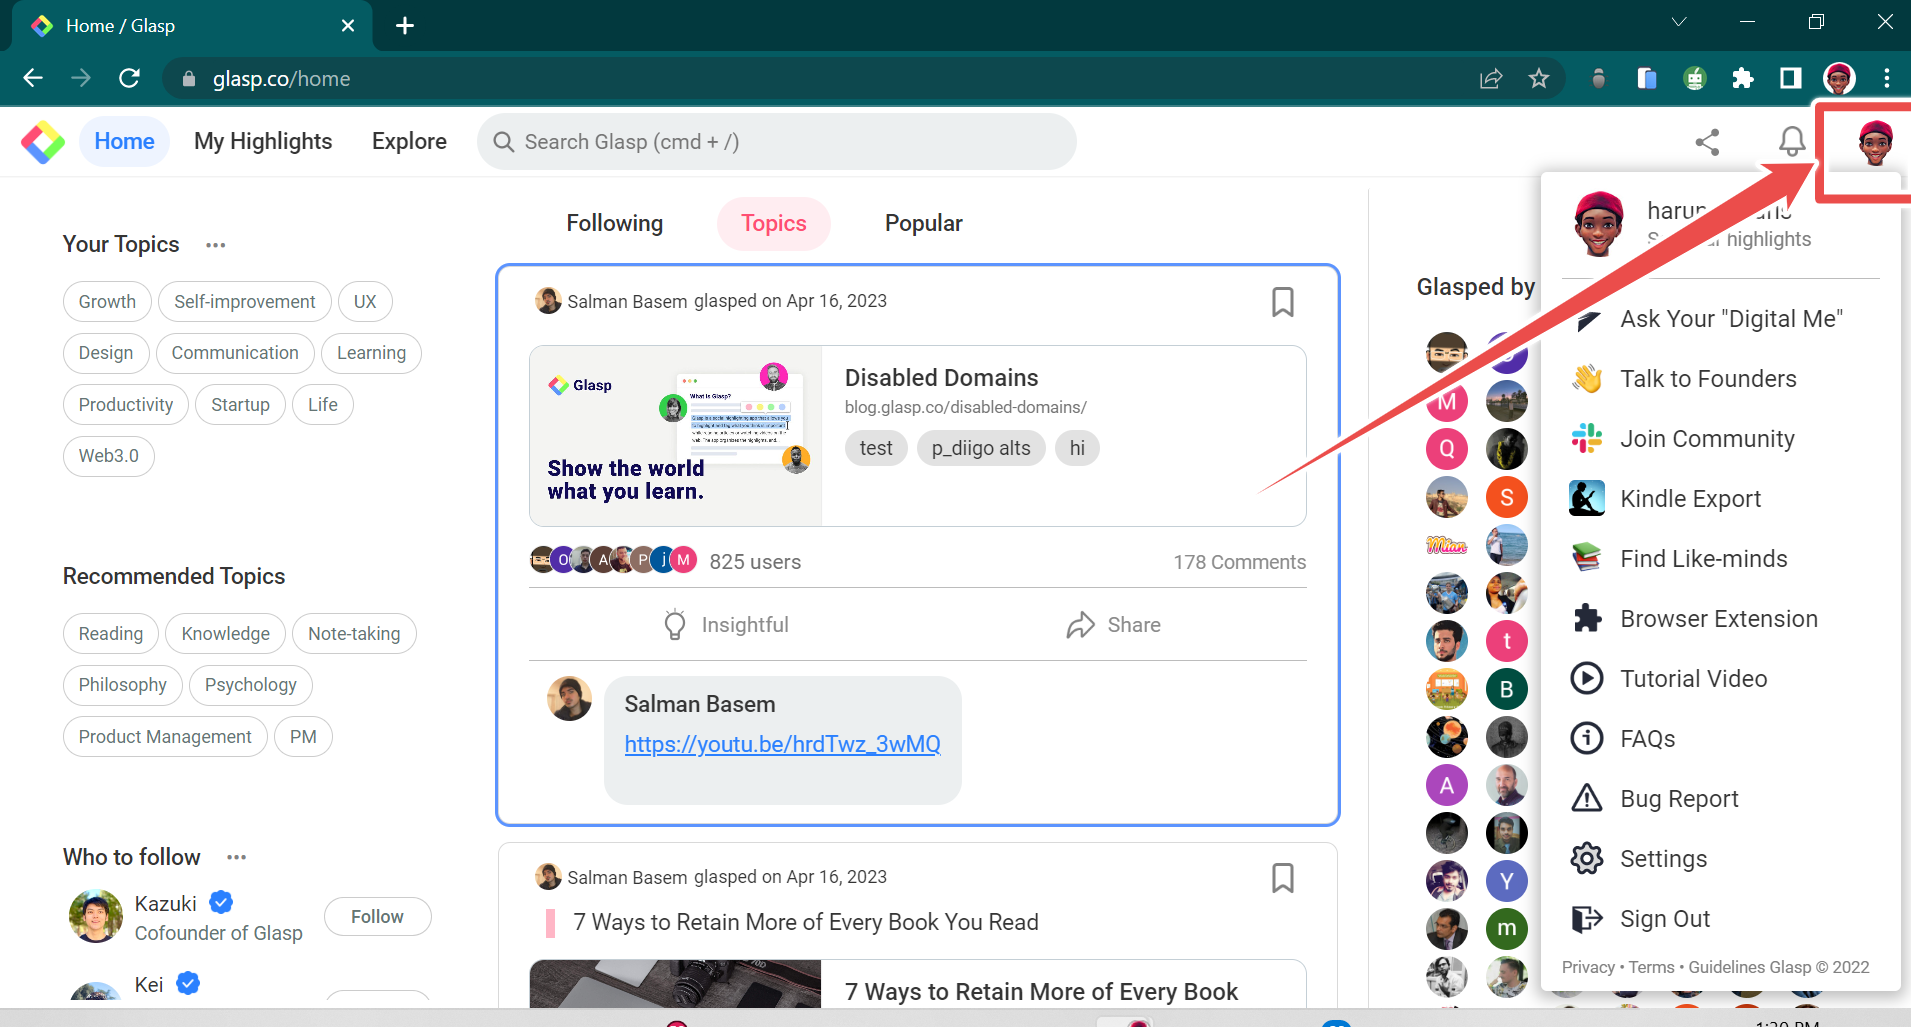 Home / Glasp
glasp.co/home
Home
My Highlights
Explore
Search Glasp (cmd + /)
Following
Topics
Popular
Your Topics
Growth
Self-improvement
UX
Design
Communication
Learning
Productivity
Startup
Life
Web3.0
Recommended Topics
Reading
Knowledge
Note-taking
Philosophy
Psychology
Product Management
PM
Who to follow
Kazuki
Cofounder of Glasp
Follow
Kei
Salman Basem glasped on Apr 16, 2023
Glasp
What is Glasp?
Show the world
what you learn.
Disabled Domains
blog.glasp.co/disabled-domains/
test
p_diigo alts
hi
O
A
P
j
M
825 users
178 Comments
Insightful
Share
Salman Basem
https://youtu.be/hrdTwz_3wMQ
Salman Basem glasped on Apr 16, 2023
7 Ways to Retain More of Every Book You Read
7 Ways to Retain More of Every Book
Glasped by
M
Q
S
Mian
t
B
A
Y
m
highlights
Ask Your "Digital Me"
Talk to Founders
Join Community
Kindle Export
Find Like-minds
Browser Extension
Tutorial Video
FAQs
Bug Report
Settings
Sign Out
Privacy • Terms • Guidelines Glasp © 2022